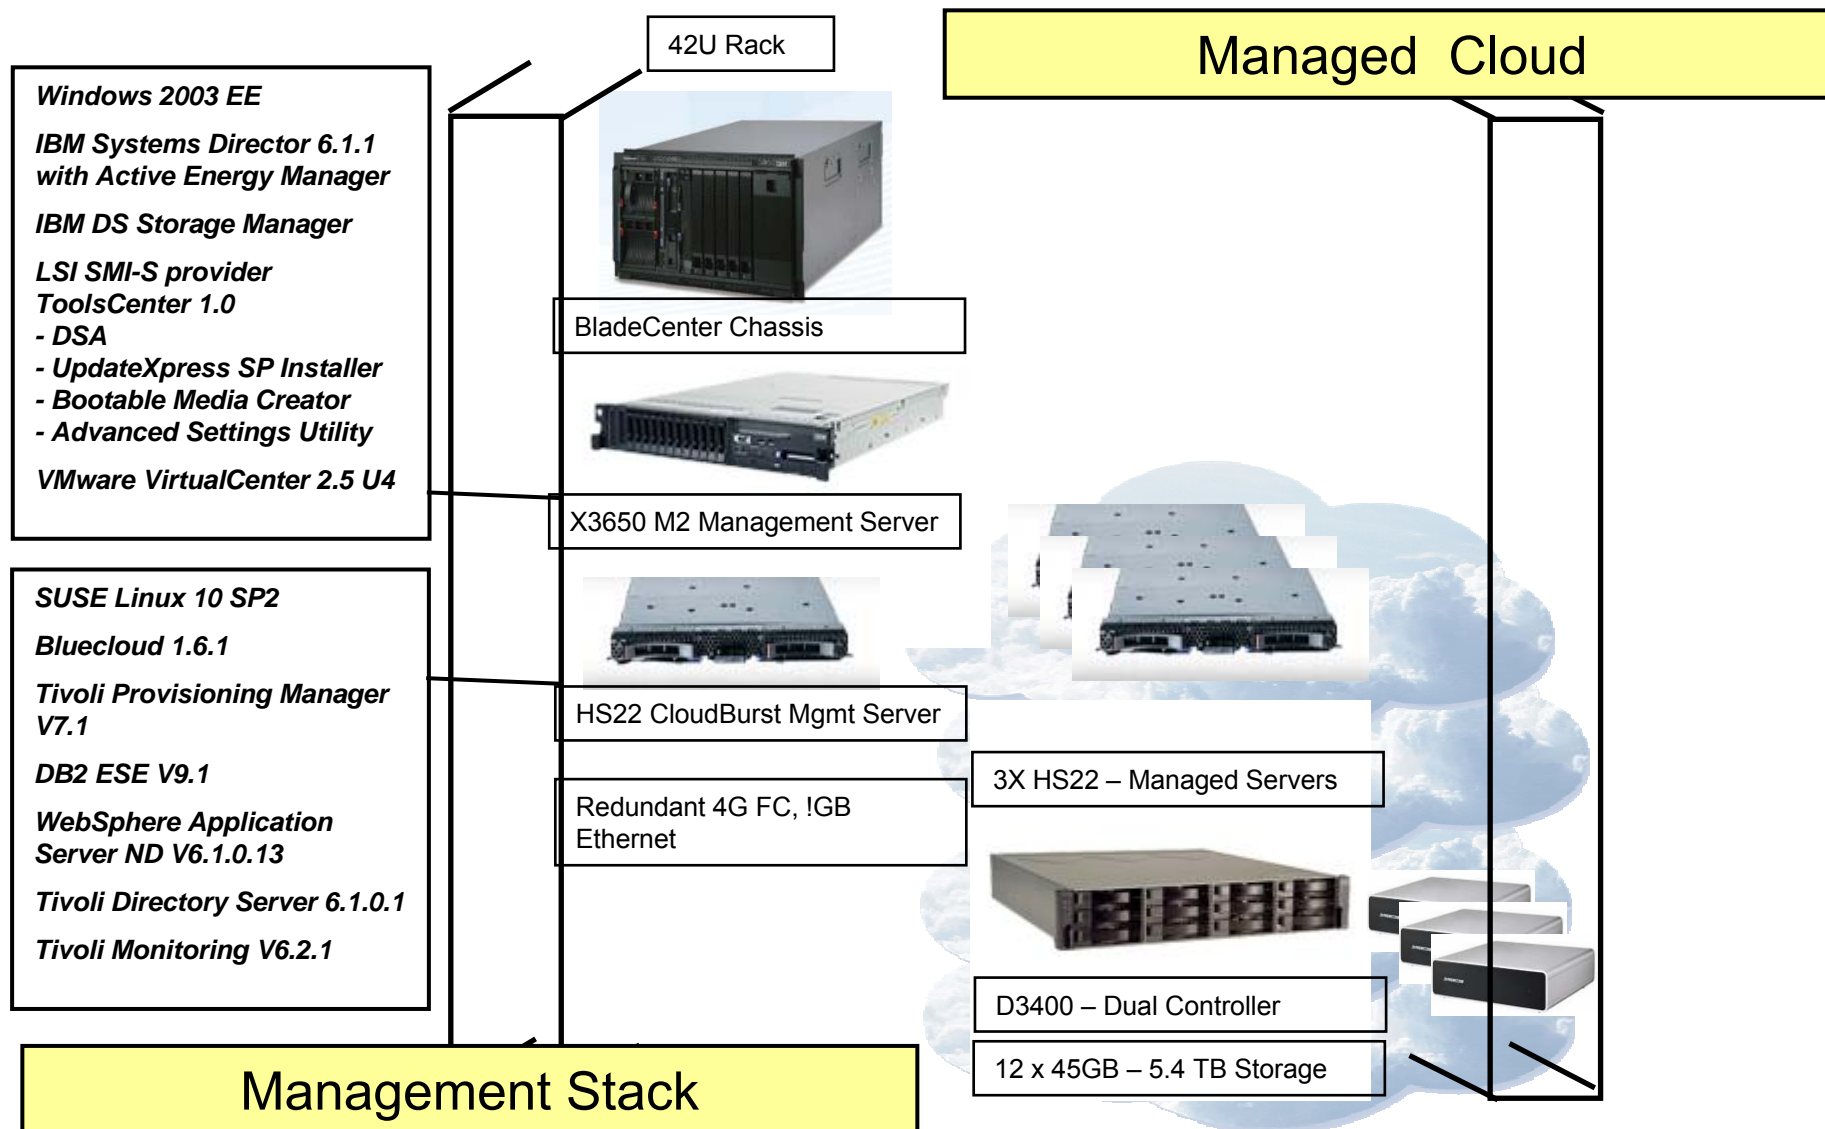 42U Rack
Managed Cloud
Windows 2003 EE
IBM Systems Director 6.1.1
with Active Energy Manager
IBM DS Storage Manager
LSI SMI-S provider
ToolsCenter 1.0
- DSA
- UpdateXpress SP Installer
- Bootable Media Creator
- Advanced Settings Utility
VMware VirtualCenter 2.5 U4
BladeCenter Chassis
X3650 M2 Management Server
SUSE Linux 10 SP2
Bluecloud 1.6.1
Tivoli Provisioning Manager
V7.1
DB2 ESE V9.1
WebSphere Application
Server ND V6.1.0.13
Tivoli Directory Server 6.1.0.1
Tivoli Monitoring V6.2.1
HS22 CloudBurst Mgmt Server
Redundant 4G FC, !GB
Ethernet
3X HS22 – Managed Servers
D3400 – Dual Controller
12 x 45GB – 5.4 TB Storage
Management Stack